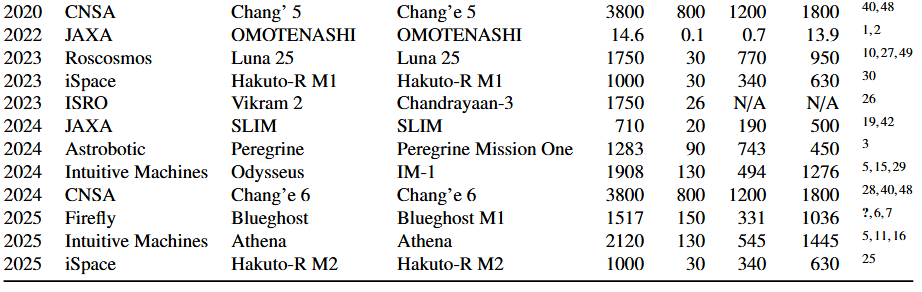 2020 CNSA Chang’ 5 Chang’e 5 3800 800 1200 1800 40,48
2022 JAXA OMOTENASHI OMOTENASHI 14.6 0.1 0.7 13.9 1,2
2023 Roscosmos Luna 25 Luna 25 1750 30 770 950 10,27,49
2023 iSpace Hakuto-R M1 Hakuto-R M1 1000 30 340 630 30
2023 ISRO Vikram 2 Chandrayaan-3 1750 26 N/A N/A 26
2024 JAXA SLIM SLIM 710 20 190 500 19,42
2024 Astrobotic Peregrine Peregrine Mission One 1283 90 743 450 3
2024 Intuitive Machines Odysseus IM-1 1908 130 494 1276 5,15,29
2024 CNSA Chang’e 6 Chang’e 6 3800 800 1200 1800 28,40,48
2025 Firefly Blueghost Blueghost M1 1517 150 331 1036 ?,6,7
2025 Intuitive Machines Athena Athena 2120 130 545 1445 5,11,16
2025 iSpace Hakuto-R M2 Hakuto-R M2 1000 30 340 630 25